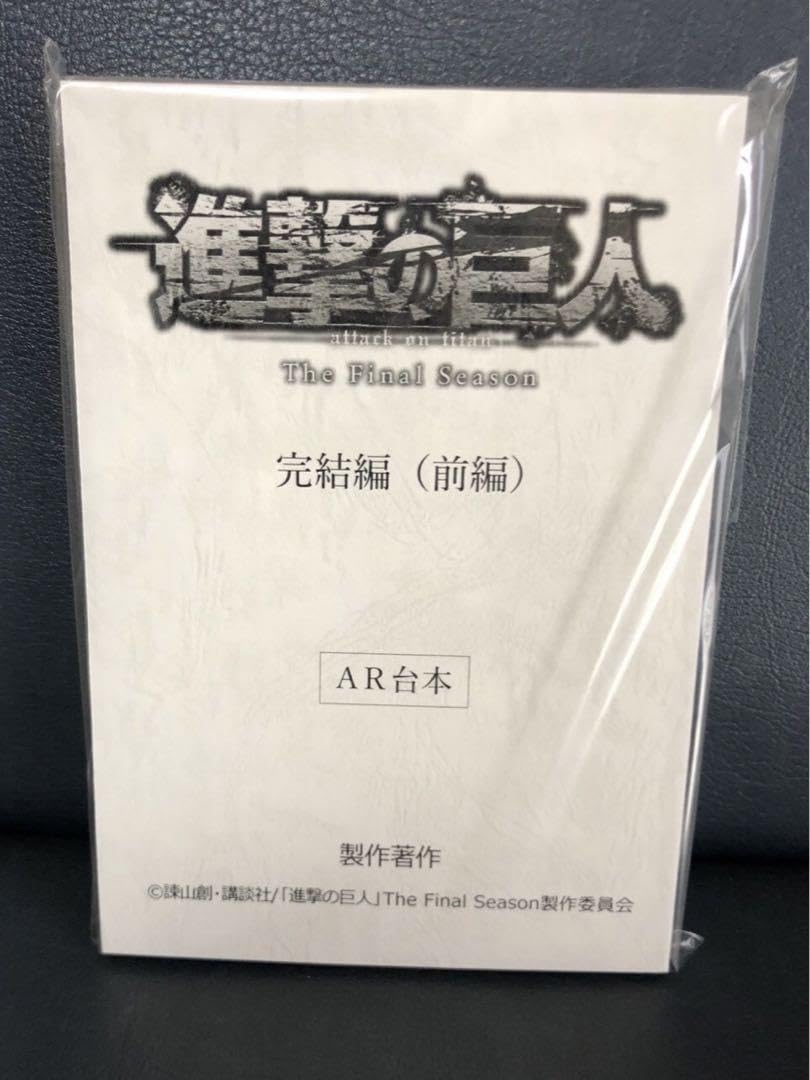 進撃の巨人
attack on titan
The Final Season
完結編（前編）
AR台本
製作著作
©諫山創・講談社/「進撃の巨人」The Final Season製作委員会